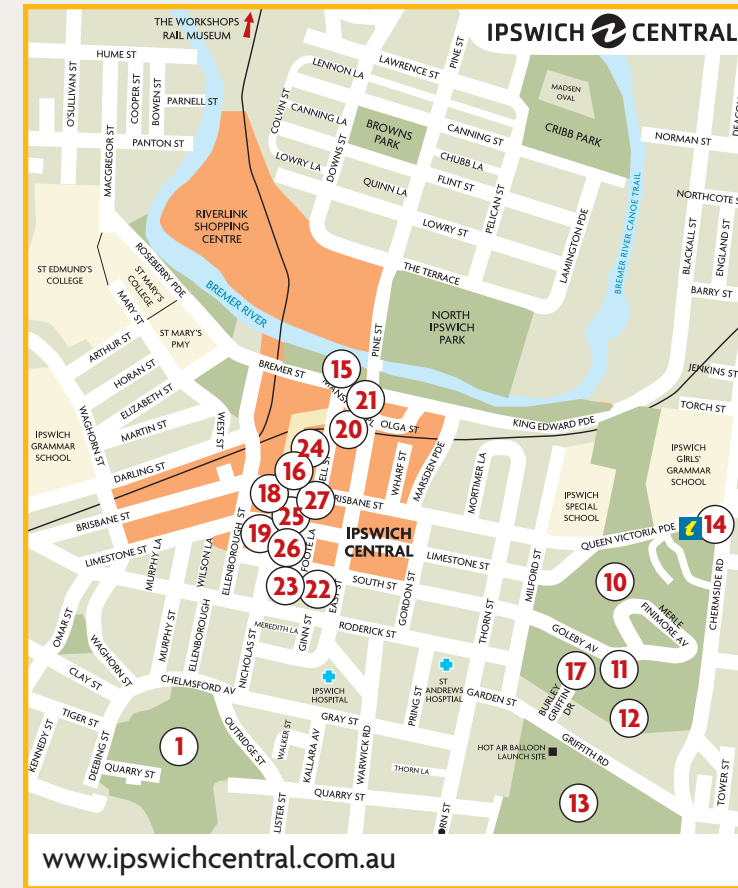 THE WORKSHOPS
RAIL MUSEUM
IPSWICH CENTRAL
HUME ST
O'SULLIVAN ST
COOPER ST
BOWEN ST
PARNELL ST
PANTON ST
MACGREGOR ST
LENNON LA
LAWRENCE ST
PINE ST
COLVIN ST
CANNING LA
DOWNS ST
BROWNS
PARK
CANNING ST
CHUBB LA
LOWRY LA
QUINN LA
FLINT ST
PELICAN ST
LOWRY ST
THE TERRACE
LAMINGTON PDE
MADSEN
OVAL
CRIBB PARK
BREMER RIVER CANOE TRAIL
NORMAN ST
NORTHCOTE S
BLACKALL ST
ENGLAND ST
BARRY ST
JENKINS ST
TORCH ST
RIVERLINK
SHOPPING
CENTRE
BREMER RIVER
NORTH
IPSWICH
PARK
PINE ST
ST EDMUND'S
COLLEGE
ST MARY'S
COLLEGE
ROSEBERRY PDE
MARY ST
ST MARY'S
PMY
ARTHUR ST
HORAN ST
ELIZABETH ST
MARTIN ST
WAGHORN ST
WEST ST
IPSWICH
GRAMMAR
SCHOOL
DARLING ST
BRISBANE ST
LIMESTONE ST
BREMER ST
15
21
20
OLGA ST
KING EDWARD PDE
24
16
18
27
25
19
26
23
22
RISBANE ST
WHARF ST
MARSDEN PDE
MORTIMER LA
IPSWICH
CENTRAL
IPSWICH
SPECIAL
SCHOOL
IPSWICH
GIRLS'
GRAMMAR
SCHOOL
QUEEN VICTORIA PDE
i
14
LIMESTONE ST
SOUTH ST
FOOTE LA
EAST ST
GORDON ST
MILFORD ST
THORN ST
10
CHERMSIDE RD
MERLE
FINIMORE AV
GOLEBY AV
17
11
12
BURLEY
GRIFFIN
DR
MURPHY LA
WILSON LA
ELLENBOROUGH ST
MURPHY ST
ELLENBOROUGH
NICHOLAS ST
MEREDITH LA
GINN ST
RODERICK ST
OMAR ST
WAGHORN ST
CLAY ST
TIGER ST
KENNEDY ST
DEEBING ST
QUARRY ST
CHELMSFORD AV
OUTRIDGE ST
1
IPSWICH
HOSPITAL
ST
ANDREWS
HOSPTIAL
GARDEN ST
GRIFFITH RD
PRING ST
GRAY ST
WALKER ST
KALLARA AV
WARWICK RD
THORN LA
QUARRY ST
LISTER ST
RN ST
HOT AIR BALLOON
LAUNCH SITE
13
TOWER ST
www.ipswichcentral.com.au